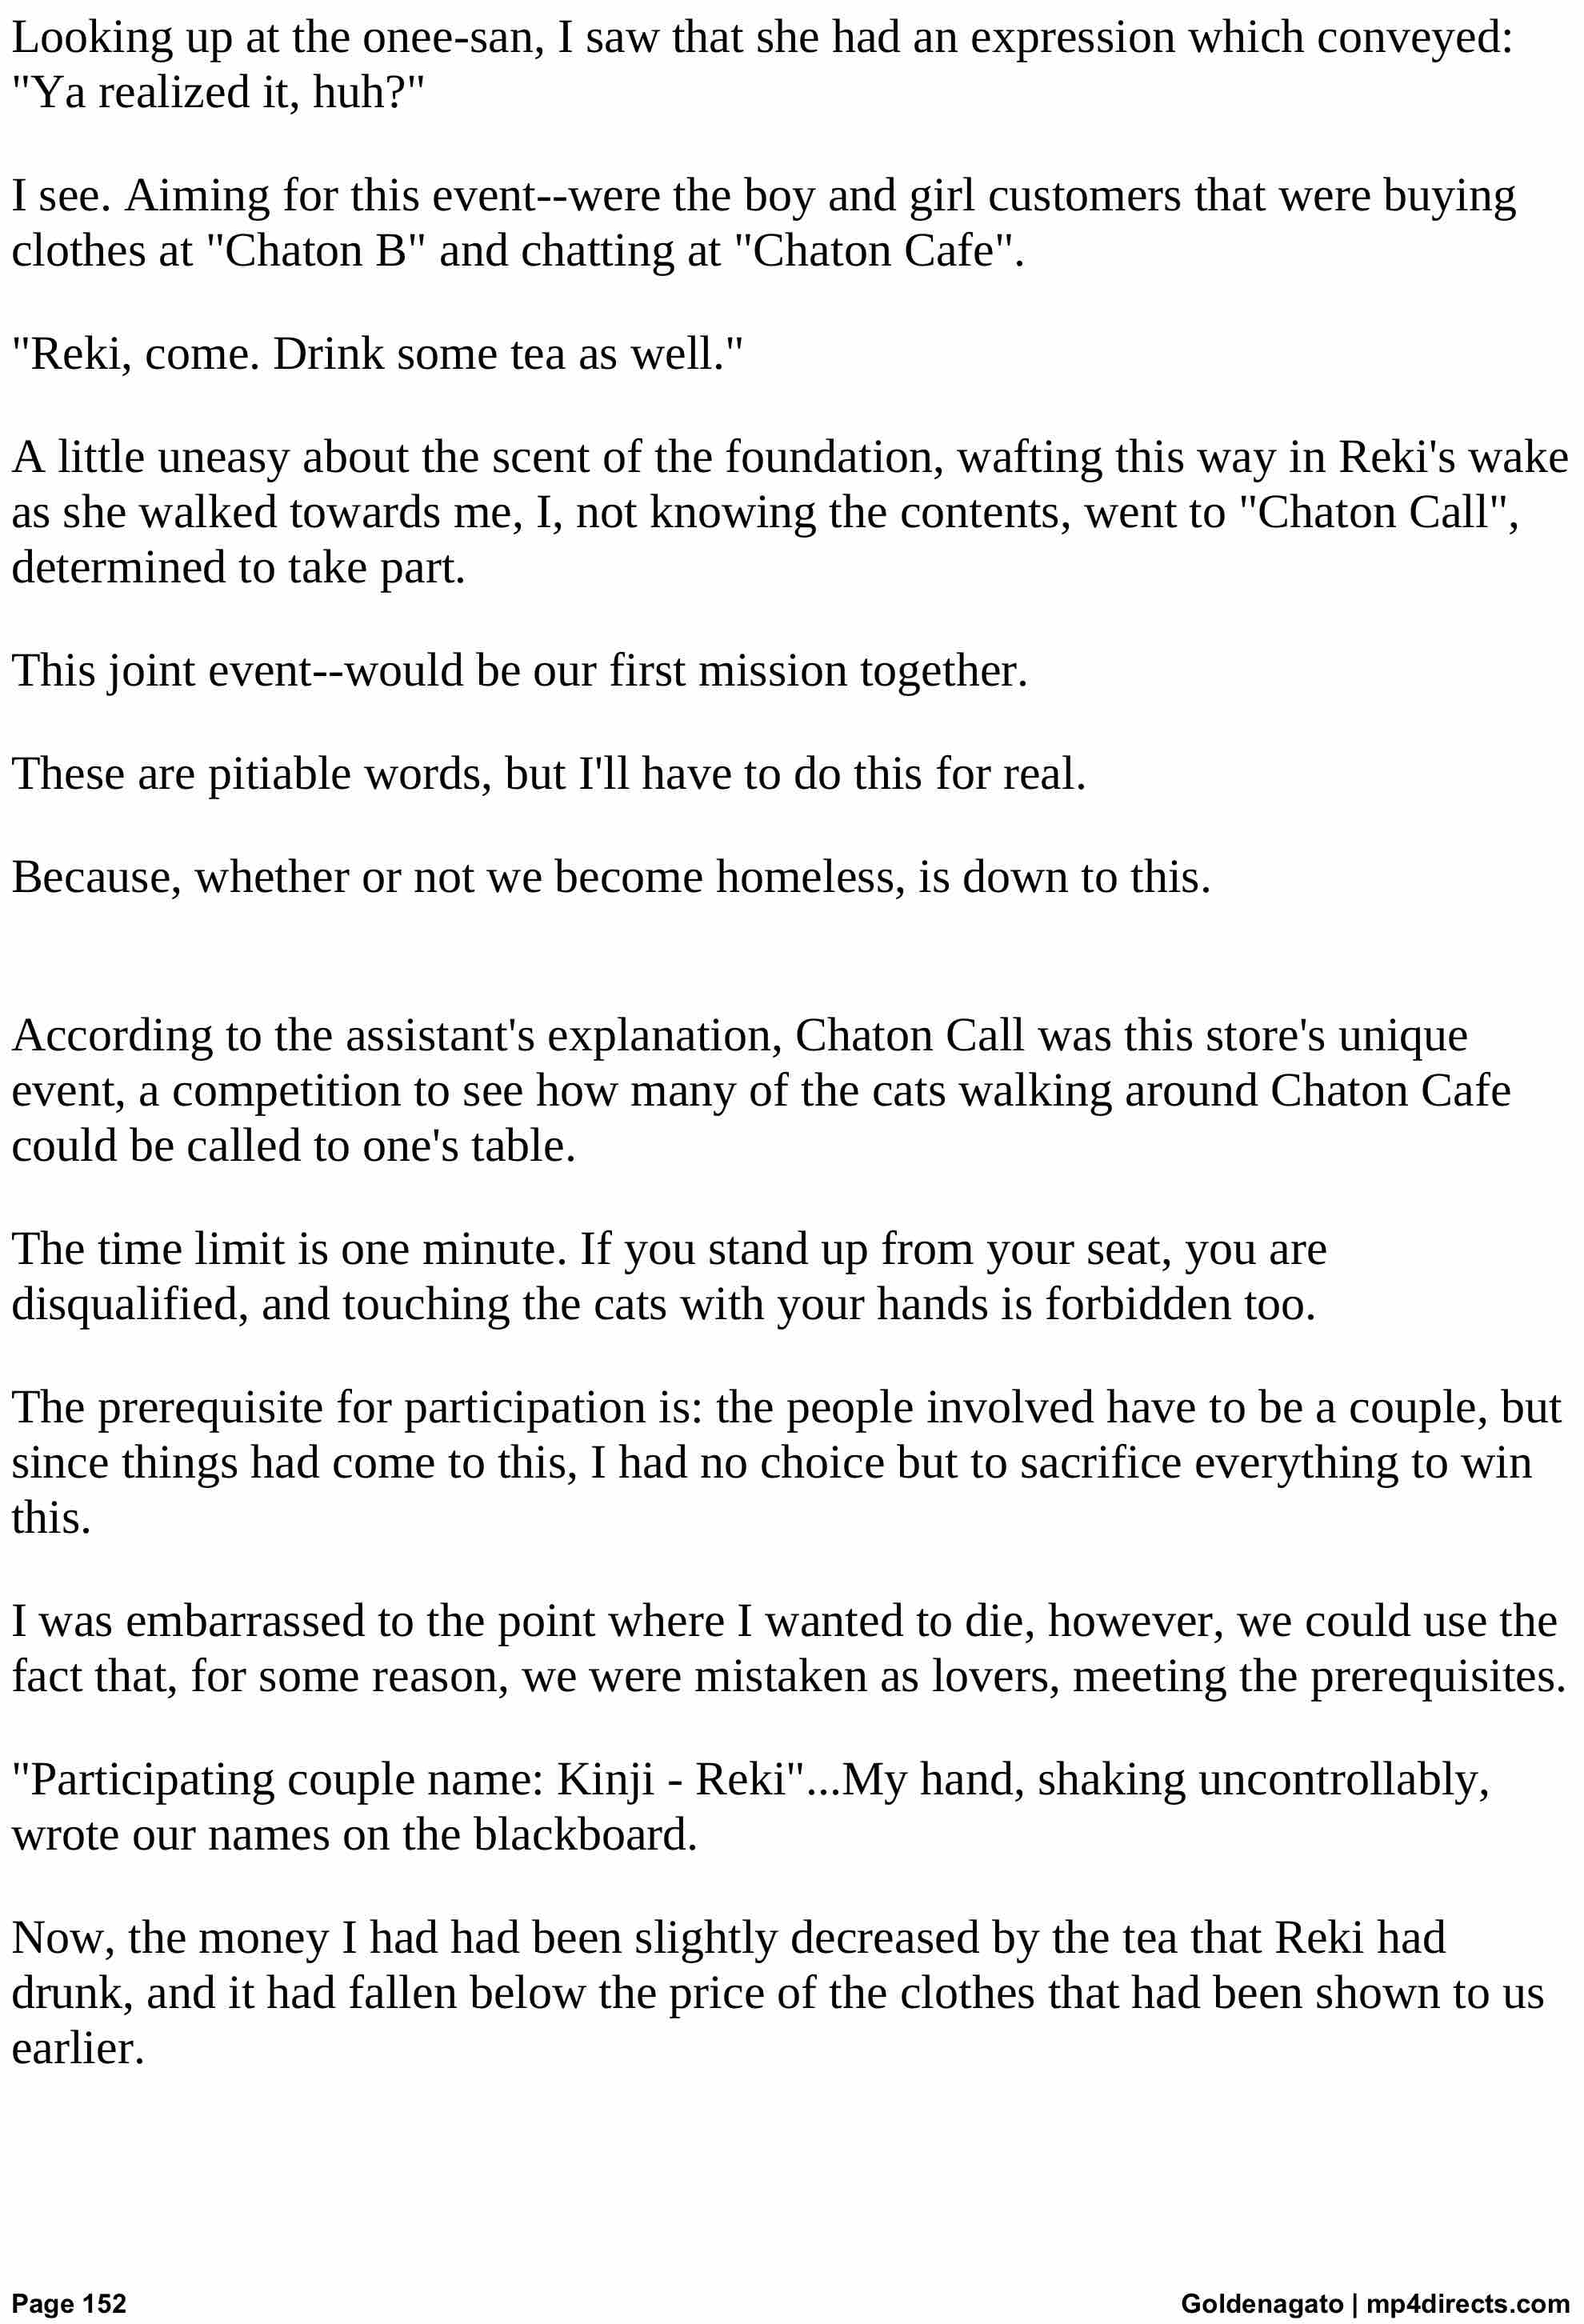 Looking up at the onee-san, I saw that she had an expression which conveyed:
"Ya realized it, huh?"
I see. Aiming for this event--were the boy and girl customers that were buying
clothes at "Chaton B" and chatting at "Chaton Cafe".
"Reki, come. Drink some tea as well."
A little uneasy about the scent of the foundation, wafting this way in Reki's wake
as she walked towards me, I, not knowing the contents, went to "Chaton Call",
determined to take part.
This joint event--would be our first mission together.
These are pitiable words, but I'll have to do this for real.
Because, whether or not we become homeless, is down to this.
According to the assistant's explanation, Chaton Call was this store's unique
event, a competition to see how many of the cats walking around Chaton Cafe
could be called to one's table.
The time limit is one minute. If you stand up from your seat, you are
disqualified, and touching the cats with your hands is forbidden too.
The prerequisite for participation is: the people involved have to be a couple, but
since things had come to this, I had no choice but to sacrifice everything to win
this.
I was embarrassed to the point where I wanted to die, however, we could use the
fact that, for some reason, we were mistaken as lovers, meeting the prerequisites.
"Participating couple name: Kinji - Reki"...My hand, shaking uncontrollably,
wrote our names on the blackboard.
Now, the money I had had been slightly decreased by the tea that Reki had
drunk, and it had fallen below the price of the clothes that had been shown to us
earlier.
Page 152
Goldenagato | mp4directs.com